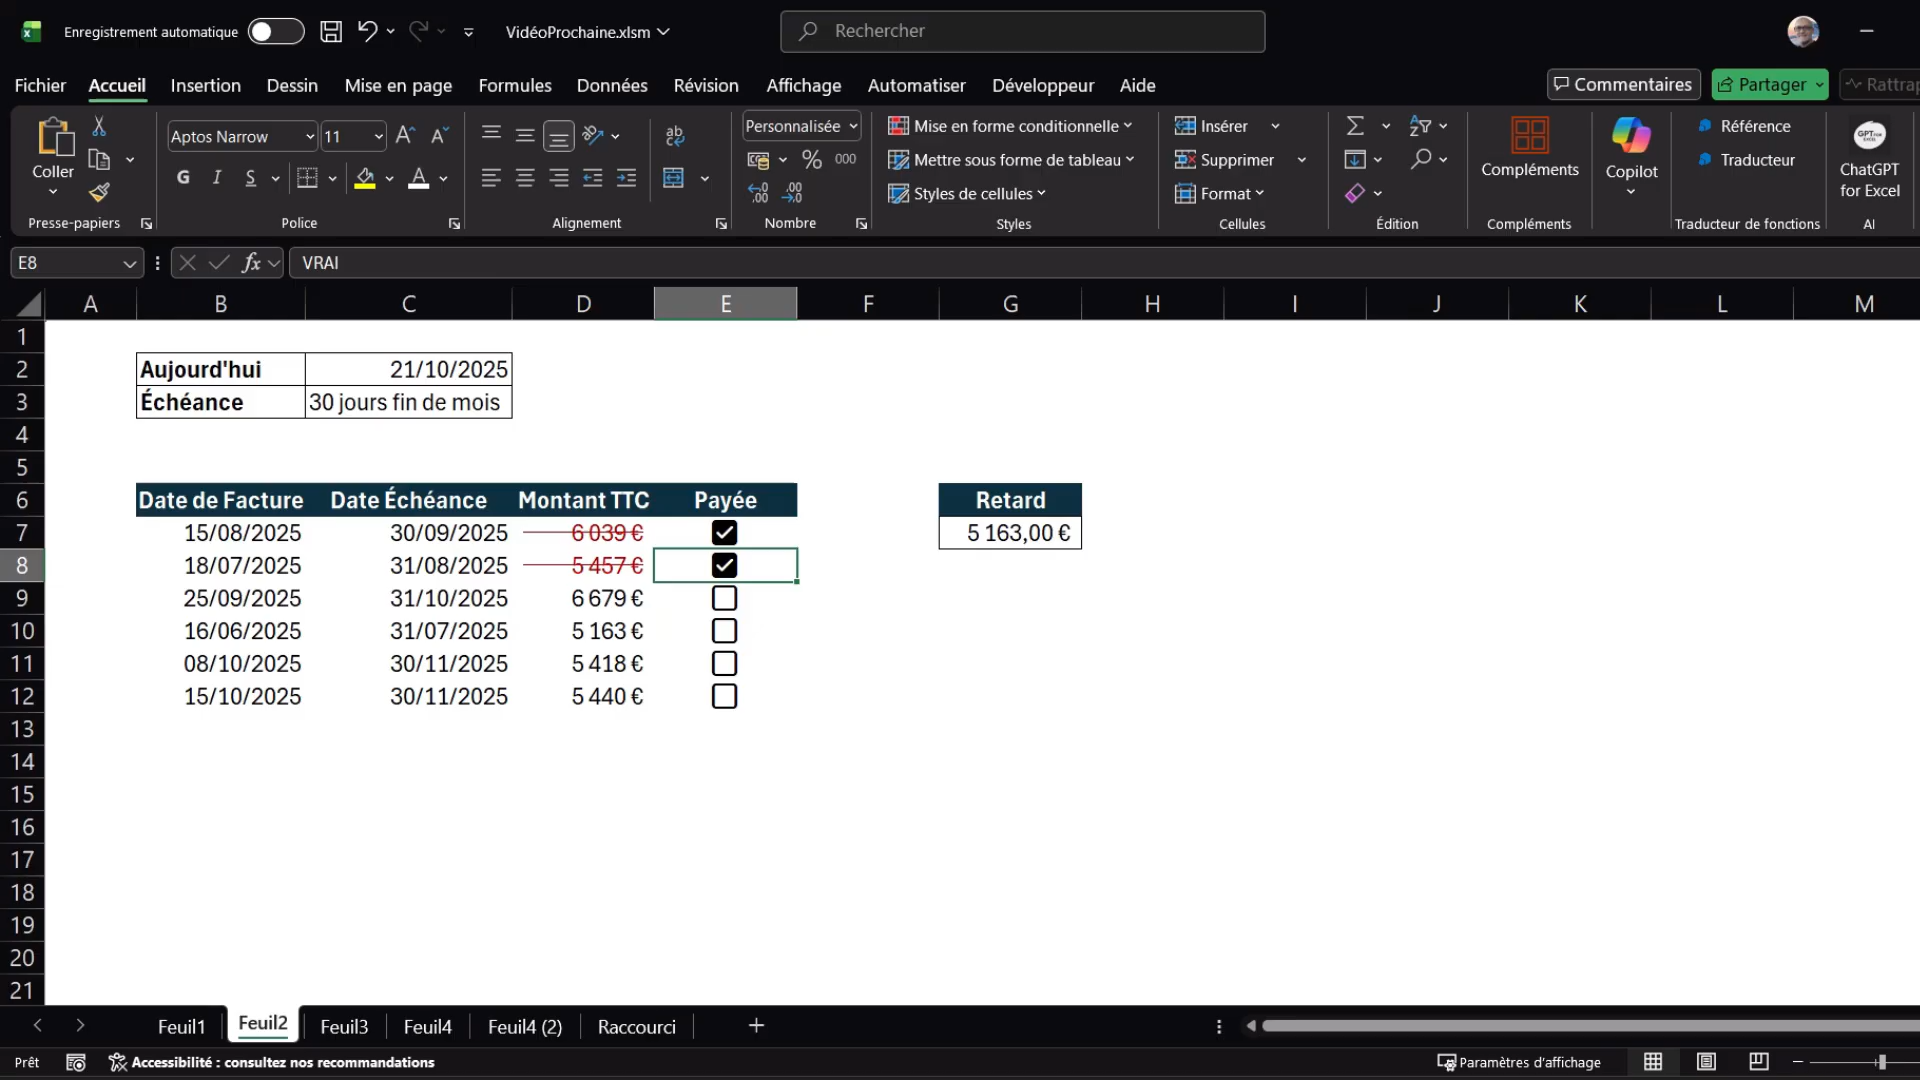 Enregistrement automatique
VidéoProchaine.xlsm
Rechercher
Fichier Accueil Insertion Dessin Mise en page Formules Données Révision Affichage Automatiser Développeur Aide
Commentaires Partager
Coller
Presse-papiers
Aptos Narrow 11
G I S
Police
ab
Alignement
Personnalisée
% 000
Nombre
Mise en forme conditionnelle
Mettre sous forme de tableau
Styles de cellules
Styles
Insérer
Supprimer
Format
Cellules
Édition
Compléments
Compléments
Copilot
Référence
Traducteur
Traducteur de fonctions
ChatGPT
for Excel
AI
E8 fx VRAI
A B C D E F G H I J K L M
1
2 Aujourd'hui 21/10/2025
3 Échéance 30 jours fin de mois
4
5
6 Date de Facture Date Échéance Montant TTC Payée Retard
7 15/08/2025 30/09/2025 6 039 € 5 163,00 €
8 18/07/2025 31/08/2025 5 457 €
9 25/09/2025 31/10/2025 6 679 €
10 16/06/2025 31/07/2025 5 163 €
11 08/10/2025 30/11/2025 5 418 €
12 15/10/2025 30/11/2025 5 440 €
13
14
15
16
17
18
19
20
21
Feuil1 Feuil2 Feuil3 Feuil4 Feuil4 (2) Raccourci
Prêt Accessibilité : consultez nos recommandations Paramètres d'affichage